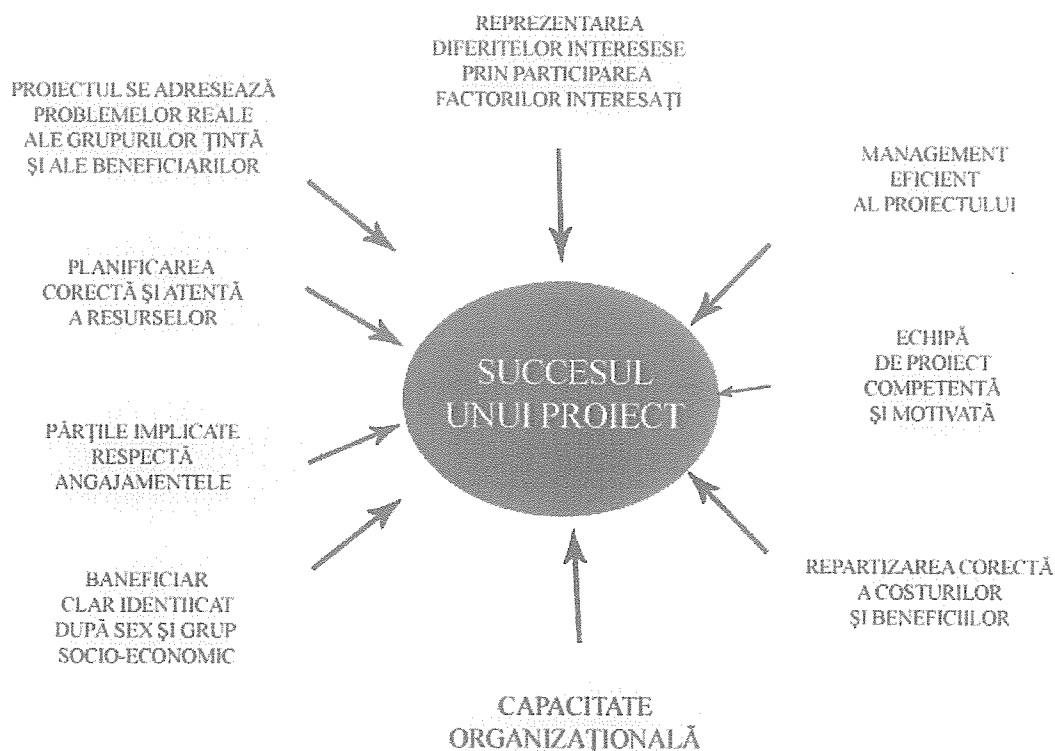 REPREZENTAREA
DIFERITELOR INTERESESE
PRIN PARTICIPAREA
FACTORILOR INTERESAȚI
PROIECTUL SE ADRESEAZĂ
PROBLEMELOR REALE
ALE GRUPURILOR ȚINTĂ
ȘI ALE BENEFICIARILOR
MANAGEMENT
EFICIENT
AL PROIECTULUI
PLANIFICAREA
CORECTĂ ȘI ATENTĂ
A RESURSELOR
SUCCESUL
UNUI PROIECT
ECHIPĂ
DE PROIECT
COMPETENTĂ
ȘI MOTIVATĂ
PĂRȚILE IMPLICATE
RESPECTĂ
ANGAJAMENTELE
BANEFICIAR
CLAR IDENTIICAT
DUPĂ SEX ȘI GRUP
SOCIO-ECONOMIC
REPARTIZAREA CORECTĂ
A COSTURILOR
ȘI BENEFICIILOR
CAPACITATE
ORGANIZAȚIONALĂ